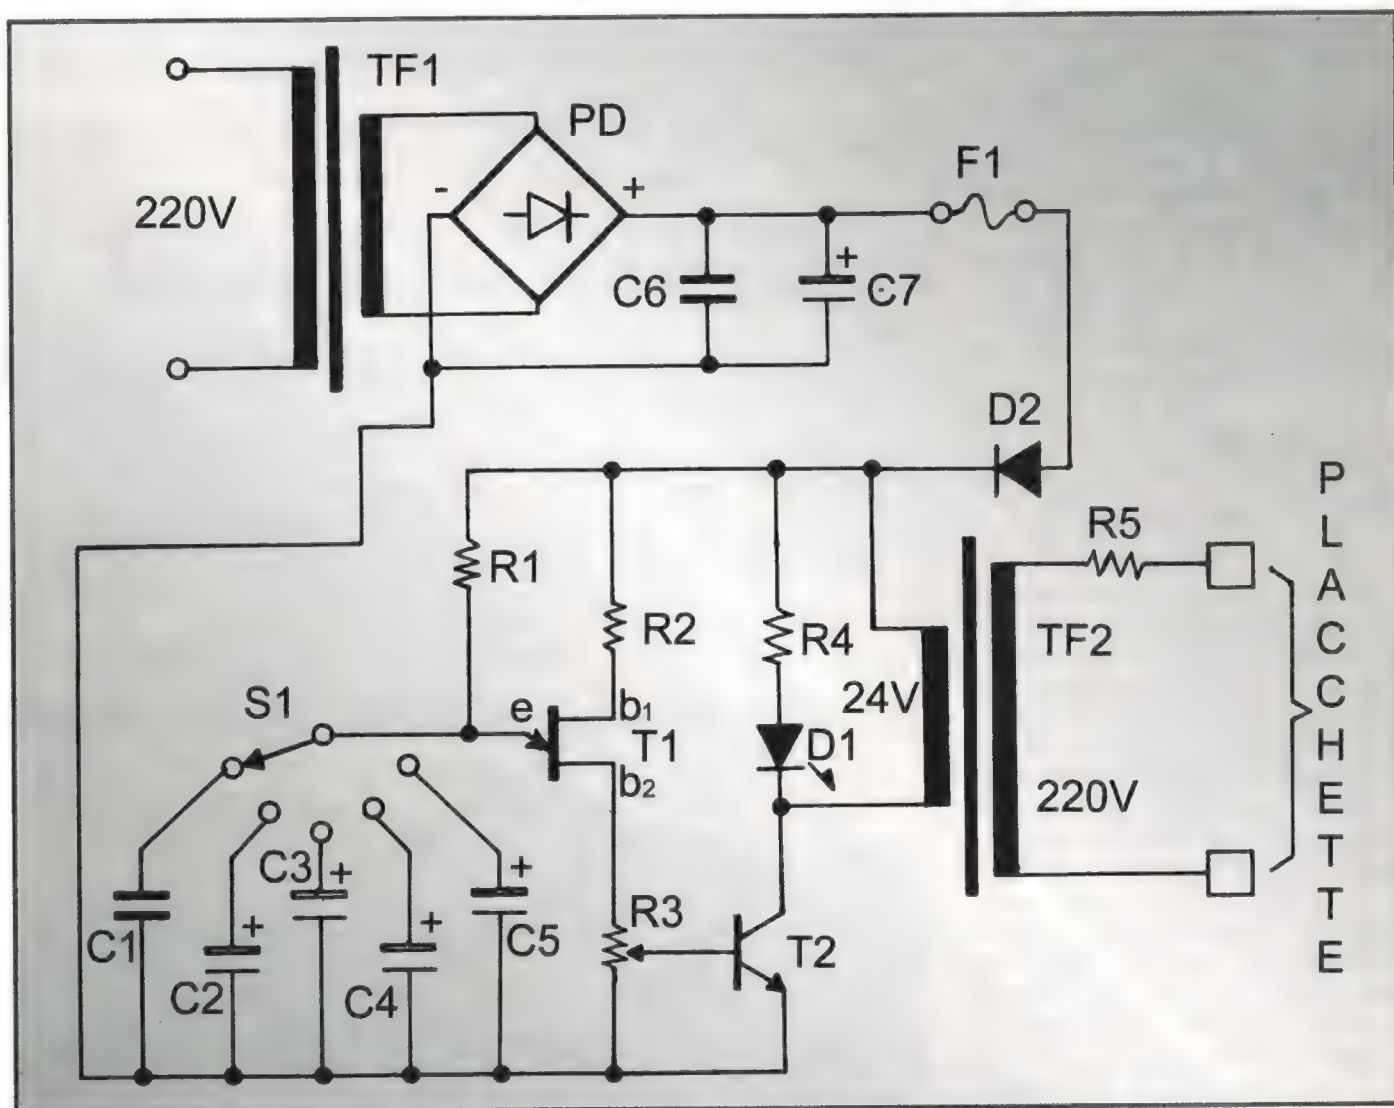 TF1
PD
F1
220V
-
+
C6
+
C7
D2
R1
R2
R4
R5
TF2
24V
220V
S1
e
b1
T1
b2
D1
C1
C2
+
C3
+
C4
+
C5
+
R3
T2
PLACCHETTE